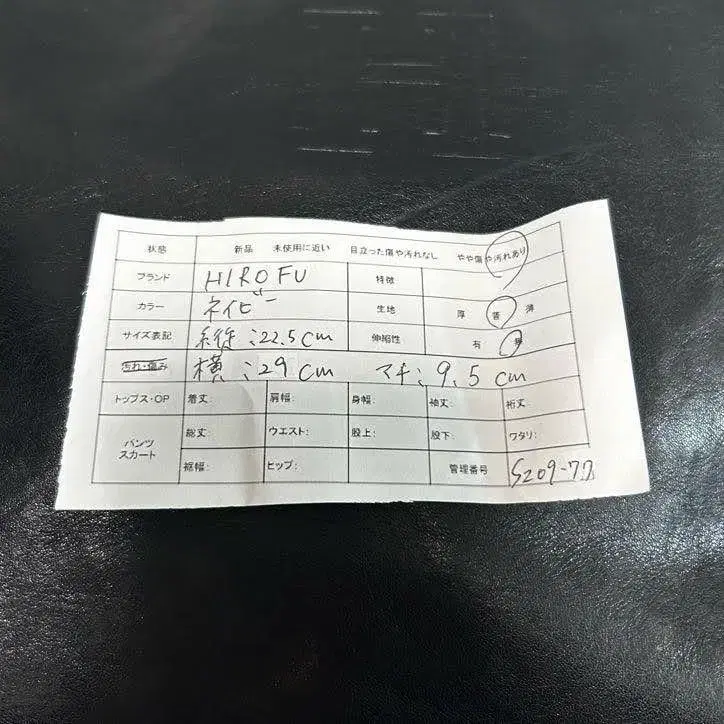 状態 新品 未使用に近い 目立った傷や汚れなし やや傷や汚れあり
ブランド HIROFU 特徴
カラー ネイビー 生地 厚 普 薄
サイズ表記 縦:22.5cm 伸縮性 有 無
汚れ・傷み 横:29cm マチ:9.5cm
トップス・OP 着丈: 肩幅: 身幅: 袖丈: 裄丈:
パンツ
スカート
総丈: ウエスト: 股上: 股下: ワタリ:
裾幅: ヒップ: 管理番号 S209-77